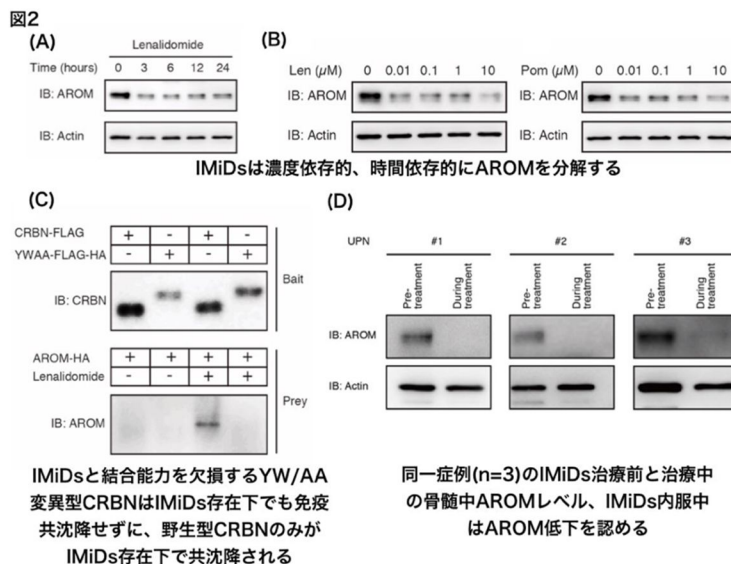 図2
(A)
Lenalidomide
Time (hours) 0 3 6 12 24
IB: AROM
IB: Actin
(B)
Len (μM) 0 0.01 0.1 1 10
IB: AROM
IB: Actin
Pom (μM) 0 0.01 0.1 1 10
IB: AROM
IB: Actin
IMiDsは濃度依存的、時間依存的にAROMを分解する
(C)
CRBN-FLAG + - + -
YWAA-FLAG-HA - + - +
IB: CRBN
Bait
AROM-HA + + + +
Lenalidomide - - + +
IB: AROM
Prey
IMiDsと結合能力を欠損するYW/AA
変異型CRBNはIMiDs存在下でも免疫
共沈降せずに、野生型CRBNのみが
IMiDs存在下で共沈降される
(D)
UPN #1 #2 #3
Pre-treatment During treatment Pre-treatment During treatment Pre-treatment During treatment
IB: AROM
IB: Actin
同一症例(n=3)のIMiDs治療前と治療中
の骨髄中AROMレベル、IMiDs内服中
はAROM低下を認める